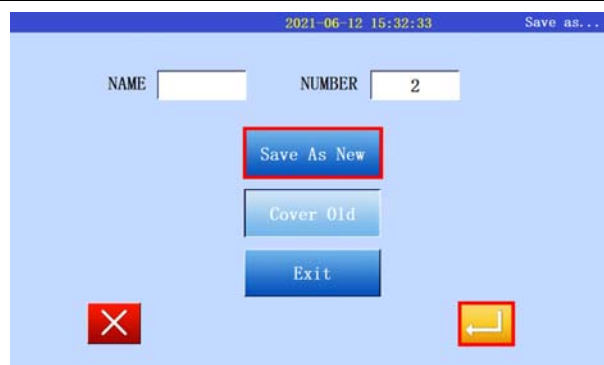 2021-06-12 15:32:33 Save as...
NAME NUMBER 2
Save As New
Cover Old
Exit